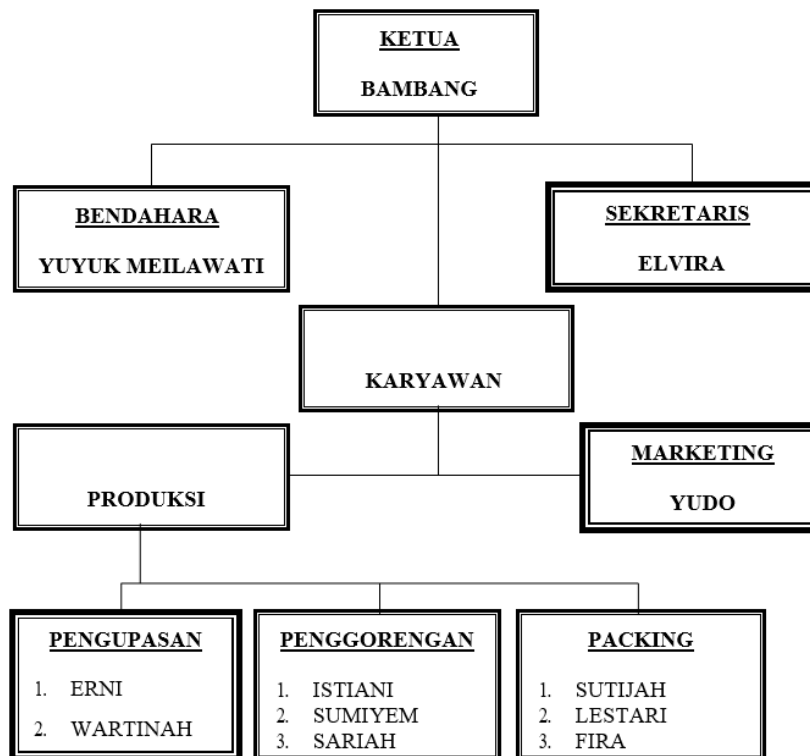 KETUA
BAMBANG
BENDAHARA
YUYUK MEILAWATI
SEKRETARIS
ELVIRA
KARYAWAN
PRODUKSI
MARKETING
YUDO
PENGUPASAN
1. ERNI
2. WARTINAH
PENGGORENGAN
1. ISTIANI
2. SUMIYEM
3. SARIAH
PACKING
1. SUTIJAH
2. LESTARI
3. FIRA